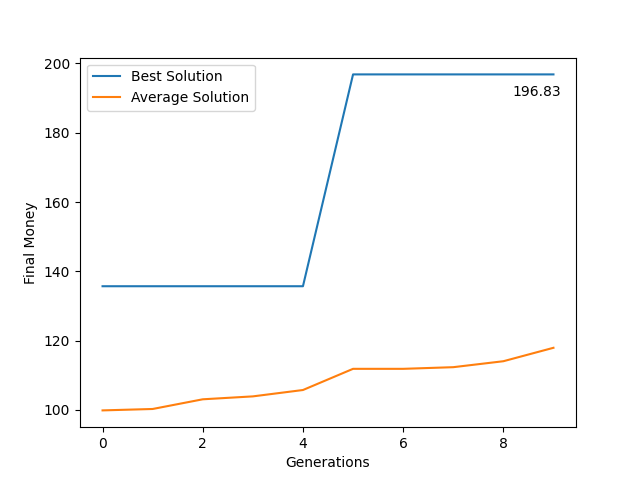 200
180
160
140
120
100
Final Money
Best Solution
Average Solution
196.83
0 2 4 6 8
Generations